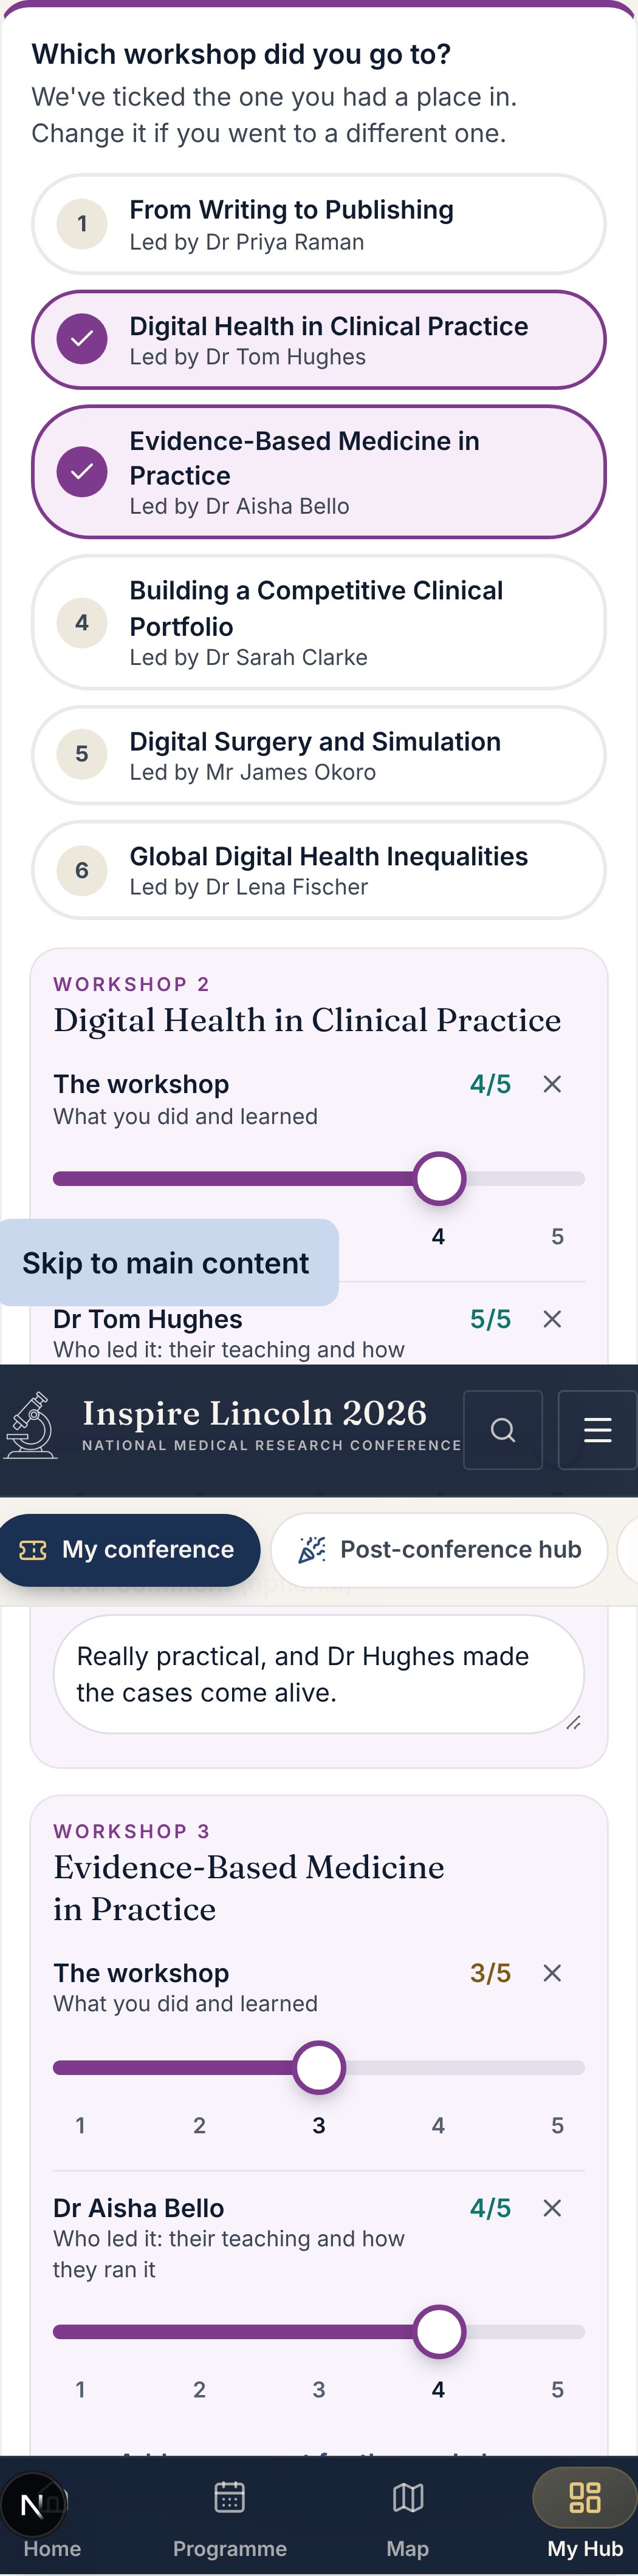 Which workshop did you go to?
We've ticked the one you had a place in.
Change it if you went to a different one.
1
From Writing to Publishing
Led by Dr Priya Raman
Digital Health in Clinical Practice
Led by Dr Tom Hughes
Evidence-Based Medicine in
Practice
Led by Dr Aisha Bello
4
Building a Competitive Clinical
Portfolio
Led by Dr Sarah Clarke
5
Digital Surgery and Simulation
Led by Mr James Okoro
6
Global Digital Health Inequalities
Led by Dr Lena Fischer
WORKSHOP 2
Digital Health in Clinical Practice
The workshop 4/5
What you did and learned
4 5
Skip to main content
Dr Tom Hughes 5/5
Who led it: their teaching and how
Inspire Lincoln 2026
NATIONAL MEDICAL RESEARCH CONFERENCE
My conference Post-conference hub
Really practical, and Dr Hughes made
the cases come alive.
WORKSHOP 3
Evidence-Based Medicine
in Practice
The workshop 3/5
What you did and learned
1 2 3 4 5
Dr Aisha Bello 4/5
Who led it: their teaching and how
they ran it
1 2 3 4 5
N
Home Programme Map My Hub